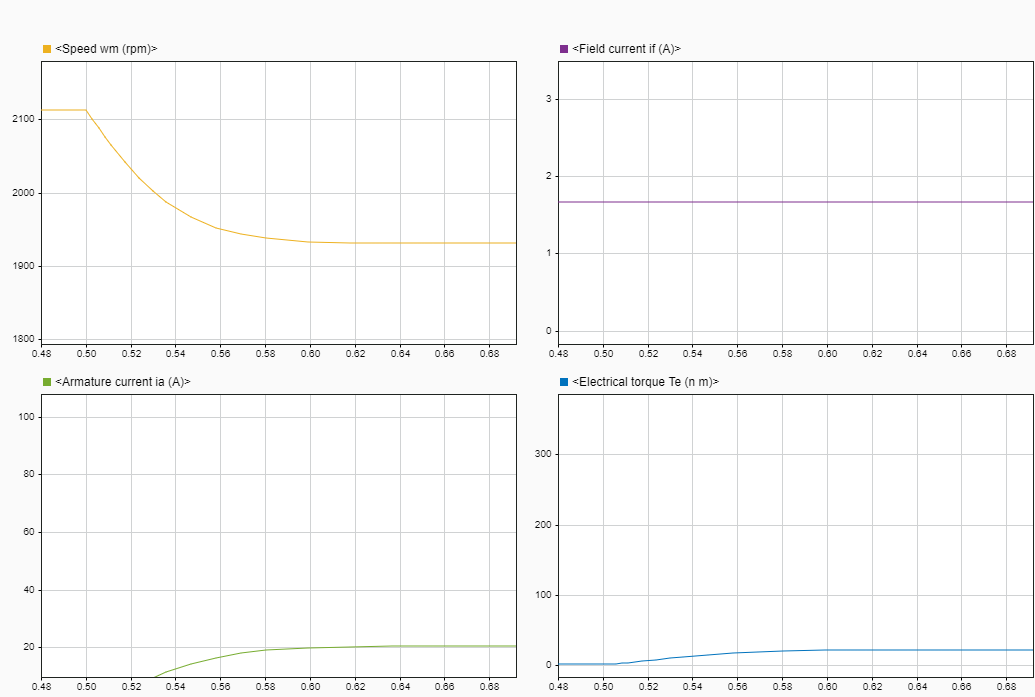 <Speed wm (rpm)>
2100
2000
1900
1800
0.48 0.50 0.52 0.54 0.56 0.58 0.60 0.62 0.64 0.66 0.68
<Field current if (A)>
3
2
1
0
0.48 0.50 0.52 0.54 0.56 0.58 0.60 0.62 0.64 0.66 0.68
<Armature current ia (A)>
100
80
60
40
20
0.48 0.50 0.52 0.54 0.56 0.58 0.60 0.62 0.64 0.66 0.68
<Electrical torque Te (n m)>
300
200
100
0
0.48 0.50 0.52 0.54 0.56 0.58 0.60 0.62 0.64 0.66 0.68